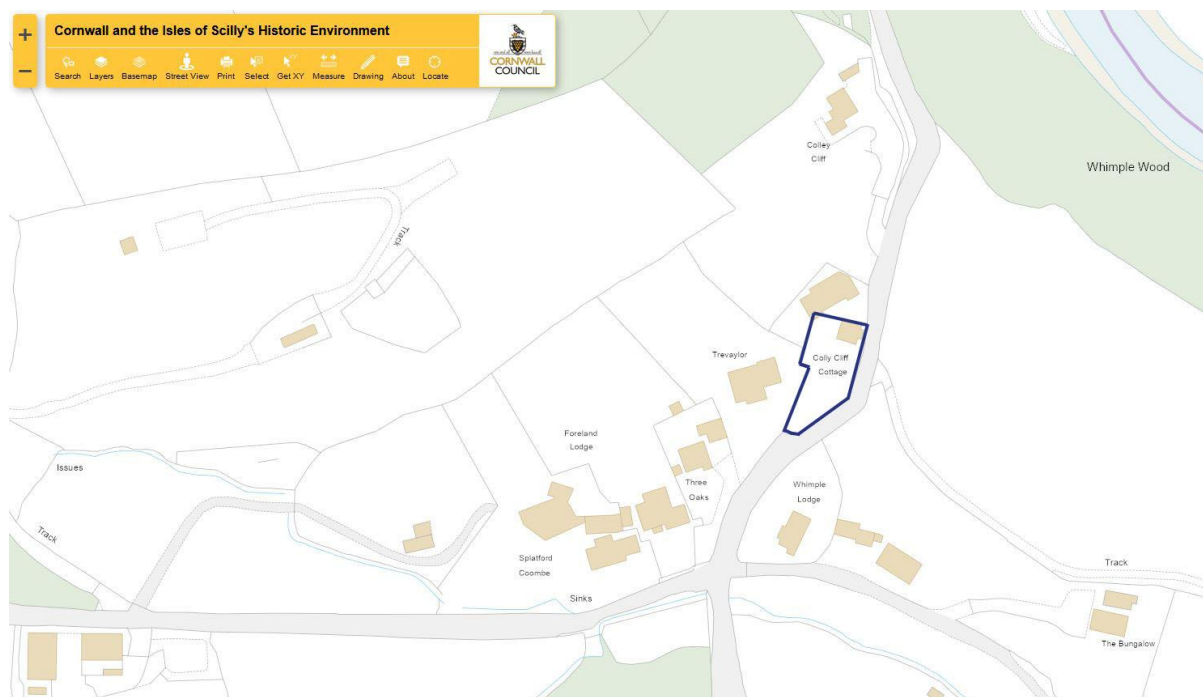 Cornwall and the Isles of Scilly's Historic Environment
Search Layers Basemap Street View Print Select Get XY Measure Drawing About Locate
CORNWALL
COUNCIL
Colley
Cliff
Whimple Wood
Track
Trevaylor
Colly Cliff
Cottage
Foreland
Lodge
Issues
Three
Oaks
Whimple
Lodge
Track
Splatford
Coombe
Track
Sinks
The Bungalow